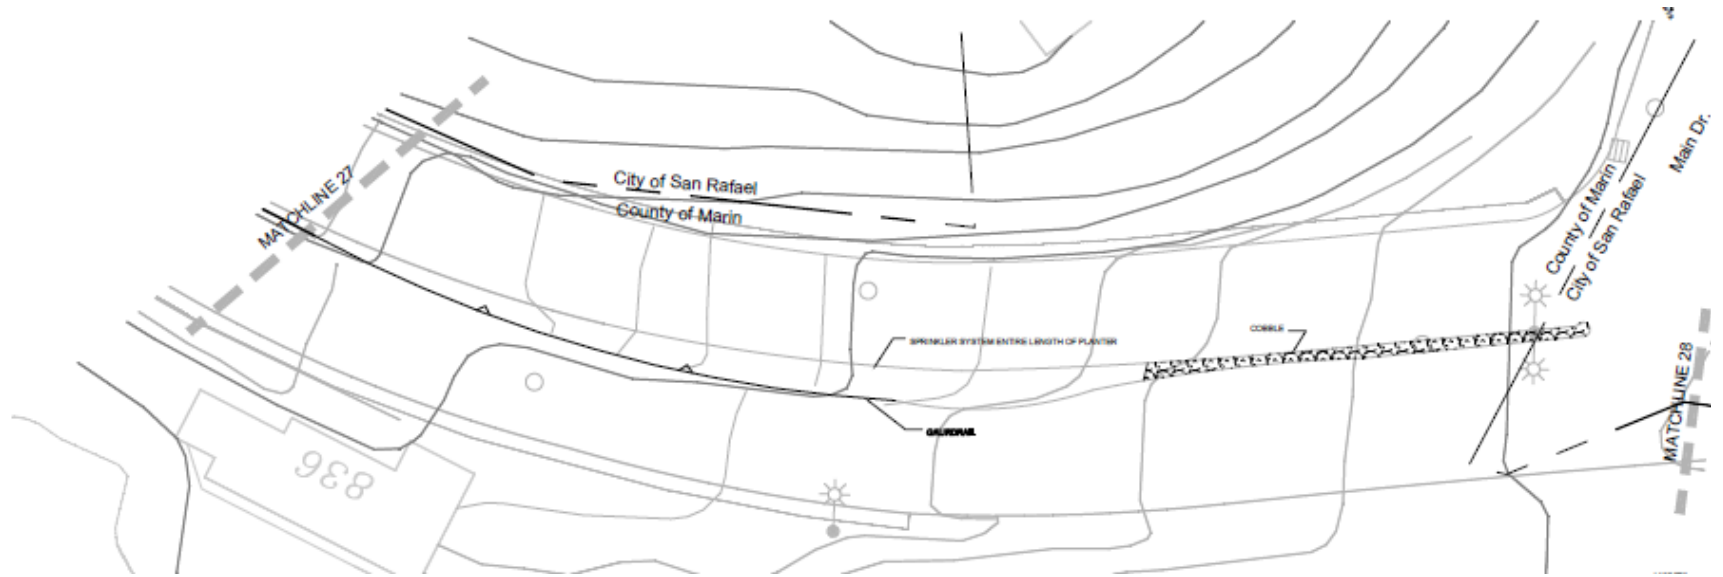 City of San Rafael
County of Marin
MATCHLINE 27
Main Dr.
County of Marin
City of San Rafael
SPRINKLER SYSTEM ENTIRE LENGTH OF PLANTER
COBBLE
MATCHLINE 28
836